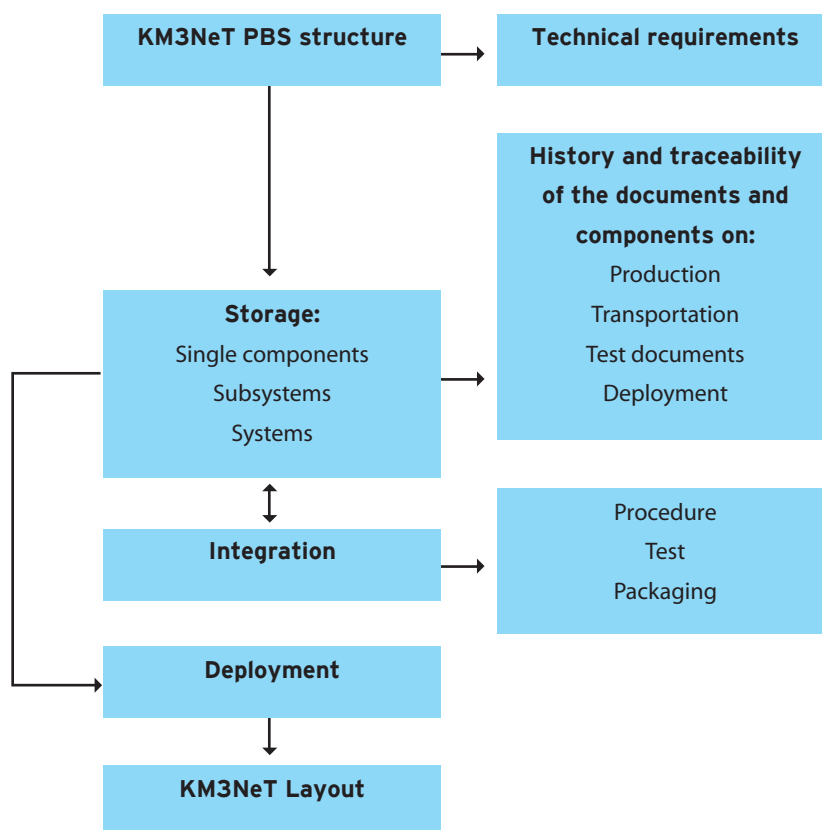 KM3NeT PBS structure
Technical requirements
History and traceability
of the documents and
components on:
Production
Transportation
Test documents
Deployment
Storage:
Single components
Subsystems
Systems
Integration
Procedure
Test
Packaging
Deployment
KM3NeT Layout